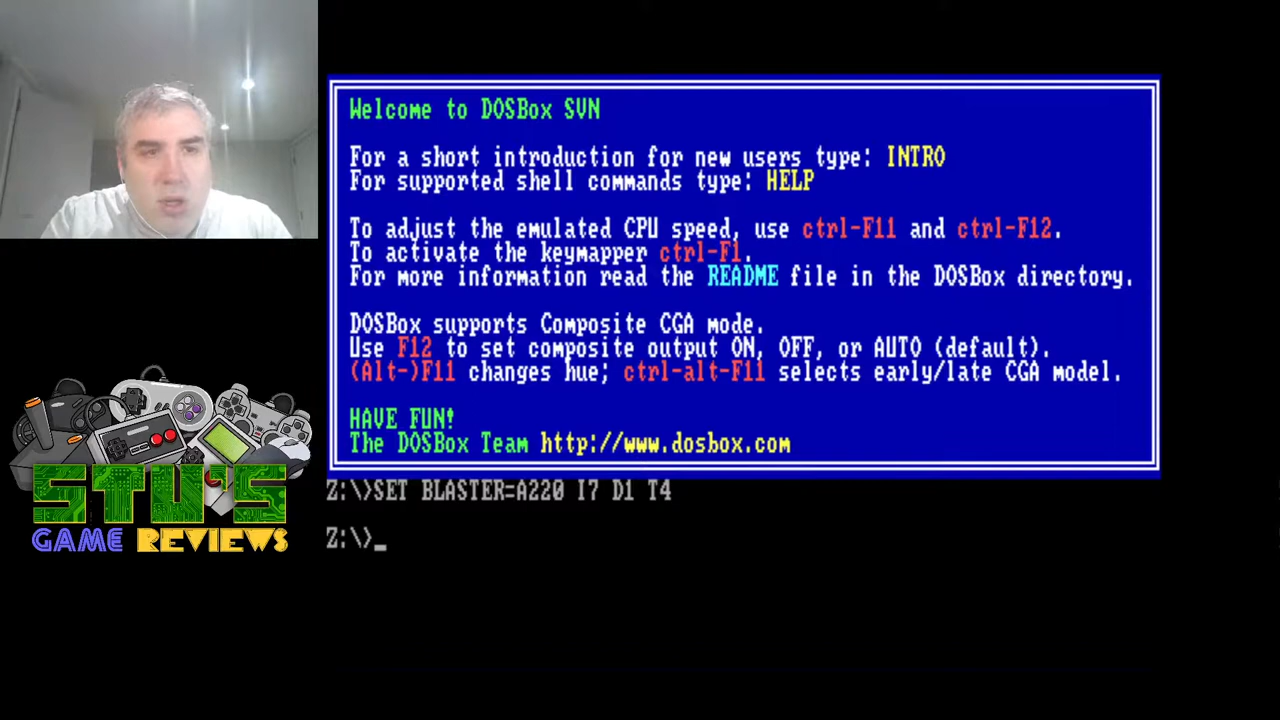 Welcome to DOSBox SVN
For a short introduction for new users type: INTRO
For supported shell commands type: HELP
To adjust the emulated CPU speed, use ctrl-F11 and ctrl-F12.
To activate the keymapper ctrl-F1.
For more information read the README file in the DOSBox directory.
DOSBox supports Composite CGA mode.
Use F12 to set composite output ON, OFF, or AUTO (default).
(Alt-)F11 changes hue; ctrl-alt-F11 selects early/late CGA model.
HAVE FUN!
The DOSBox Team http://www.dosbox.com
Z:\>SET BLASTER=A220 I7 D1 T4
Z:\>_
STU'S
GAME REVIEWS